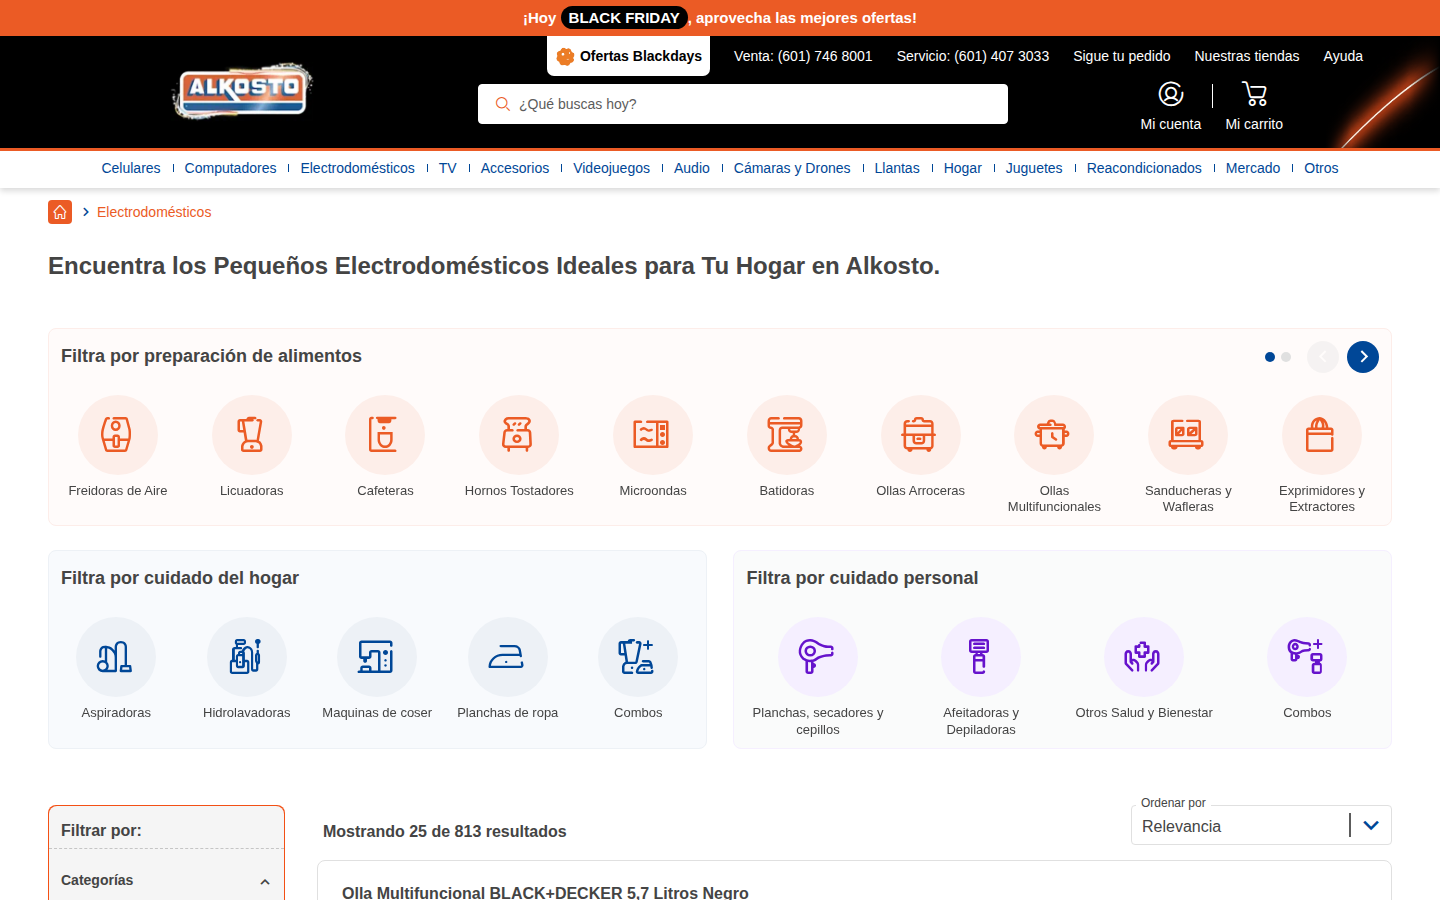 ¡Hoy BLACK FRIDAY, aprovecha las mejores ofertas!
Ofertas Blackdays
Venta: (601) 746 8001
Servicio: (601) 407 3033
Sigue tu pedido
Nuestras tiendas
Ayuda
ALKOSTO
¿Qué buscas hoy?
Mi cuenta
Mi carrito
Celulares
Computadores
Electrodomésticos
TV
Accesorios
Videojuegos
Audio
Cámaras y Drones
Llantas
Hogar
Juguetes
Reacondicionados
Mercado
Otros
Electrodomésticos
Encuentra los Pequeños Electrodomésticos Ideales para Tu Hogar en Alkosto.
Filtra por preparación de alimentos
Freidoras de Aire
Licuadoras
Cafeteras
Hornos Tostadores
Microondas
Batidoras
Ollas Arroceras
Ollas
Multifuncionales
Sanducheras y
Wafleras
Exprimidores y
Extractores
Filtra por cuidado del hogar
Aspiradoras
Hidrolavadoras
Maquinas de coser
Planchas de ropa
Combos
Filtra por cuidado personal
Planchas, secadores y
cepillos
Afeitadoras y
Depiladoras
Otros Salud y Bienestar
Combos
Filtrar por:
Categorías
Mostrando 25 de 813 resultados
Ordenar por
Relevancia
Olla Multifuncional BLACK+DECKER 5,7 Litros Negro